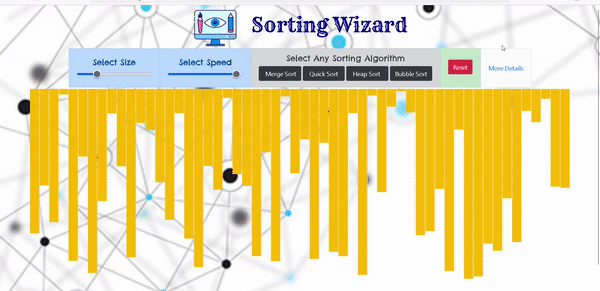 Sorting Wizard
Select Size
Select Speed
Select Any Sorting Algorithm
Merge Sort
Quick Sort
Heap Sort
Bubble Sort
Reset
More Details